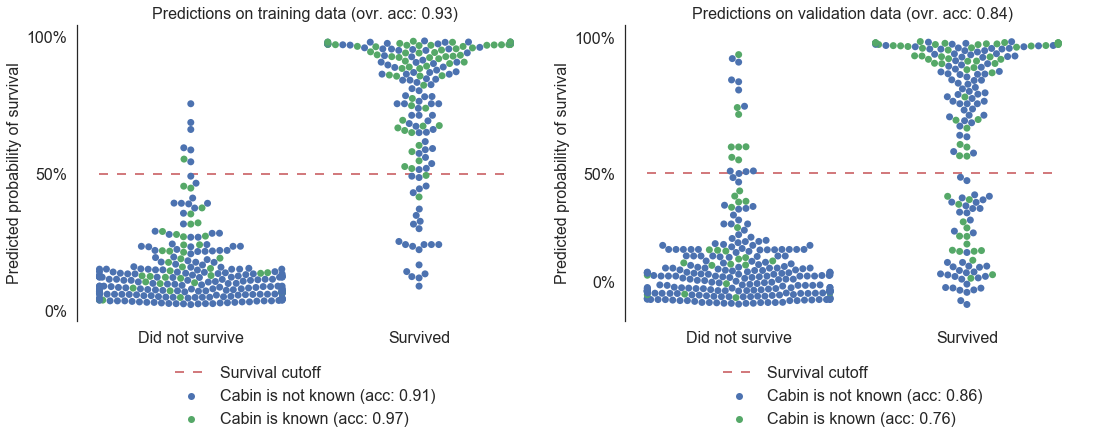 Predictions on training data (ovr. acc: 0.93)
Predicted probability of survival
100%
50%
0%
Did not survive
Survived
Survival cutoff
Cabin is not known (acc: 0.91)
Cabin is known (acc: 0.97)
Predictions on validation data (ovr. acc: 0.84)
Predicted probability of survival
100%
50%
0%
Did not survive
Survived
Survival cutoff
Cabin is not known (acc: 0.86)
Cabin is known (acc: 0.76)